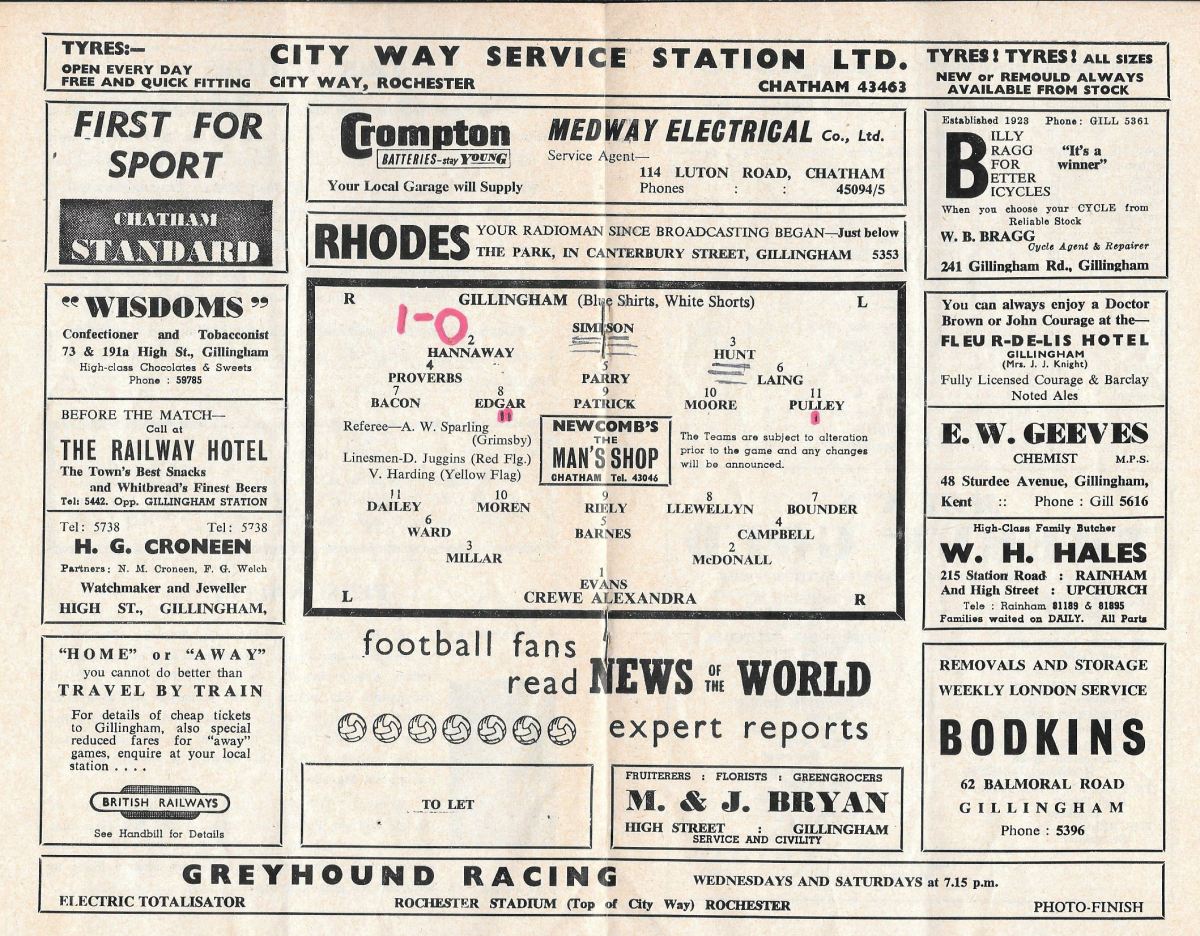 TYRES:—
OPEN EVERY DAY
FREE AND QUICK FITTING
CITY WAY SERVICE STATION LTD.
CITY WAY, ROCHESTER
CHATHAM 43463
TYRES! TYRES! ALL SIZES
NEW or REMOULD ALWAYS
AVAILABLE FROM STOCK
FIRST FOR
SPORT
CHATHAM
STANDARD
Crompton
BATTERIES-stay YOUNG
Your Local Garage will Supply
MEDWAY ELECTRICAL Co., Ltd.
Service Agent—
114 LUTON ROAD, CHATHAM
Phones : : 45094/5
Established 1923 Phone: GILL 5361
BILLY
BRAGG
FOR
BETTER
BICYCLES
"It's a
winner"
When you choose your CYCLE from
Reliable Stock
W. B. BRAGG
Cycle Agent & Repairer
241 Gillingham Rd., Gillingham
RHODES
YOUR RADIOMAN SINCE BROADCASTING BEGAN—Just below
THE PARK, IN CANTERBURY STREET, GILLINGHAM 5353
"WISDOMS"
Confectioner and Tobacconist
73 & 191a High St., Gillingham
High-class Chocolates & Sweets
Phone : 59785
BEFORE THE MATCH—
Call at
THE RAILWAY HOTEL
The Town's Best Snacks
and Whitbread's Finest Beers
Tel: 5442. Opp. GILLINGHAM STATION
Tel: 5738 Tel: 5738
H. G. CRONEEN
Partners: N. M. Croneen, F. G. Welch
Watchmaker and Jeweller
HIGH ST., GILLINGHAM,
R GILLINGHAM (Blue Shirts, White Shorts) L
1-0
SIMPSON
2 3
HANNAWAY HUNT
4 5 6
PROVERBS PARRY LAING
7 8 9 10 11
BACON EDGAR PATRICK MOORE PULLEY
Referee—A. W. Sparling
(Grimsby)
Linesmen-D. Juggins (Red Flg.)
V. Harding (Yellow Flag)
NEWCOMB'S
THE
MAN'S SHOP
CHATHAM Tel. 43046
The Teams are subject to alteration
prior to the game and any changes
will be announced.
11 10 9 8 7
DAILEY MOREN RIELY LLEWELLYN BOUNDER
6 5 4
WARD BARNES CAMPBELL
3 2
MILLAR McDONALL
1
EVANS
L CREWE ALEXANDRA R
You can always enjoy a Doctor
Brown or John Courage at the—
FLEUR-DE-LIS HOTEL
GILLINGHAM
(Mrs. J. J. Knight)
Fully Licensed Courage & Barclay
Noted Ales
E. W. GEEVES
CHEMIST M.P.S.
48 Sturdee Avenue, Gillingham,
Kent :: Phone : Gill 5616
High-Class Family Butcher
W. H. HALES
215 Station Road : RAINHAM
And High Street : UPCHURCH
Tele : Rainham 81189 & 81895
Families waited on DAILY. All Parts
"HOME" or "AWAY"
you cannot do better than
TRAVEL BY TRAIN
For details of cheap tickets
to Gillingham, also special
reduced fares for "away"
games, enquire at your local
station . . . .
BRITISH RAILWAYS
See Handbill for Details
football fans
read NEWS OF THE WORLD
expert reports
TO LET
FRUITERERS : FLORISTS : GREENGROCERS
M. & J. BRYAN
HIGH STREET : GILLINGHAM
SERVICE AND CIVILITY
REMOVALS AND STORAGE
WEEKLY LONDON SERVICE
BODKINS
62 BALMORAL ROAD
GILLINGHAM
Phone : 5396
GREYHOUND RACING WEDNESDAYS AND SATURDAYS at 7.15 p.m.
ELECTRIC TOTALISATOR ROCHESTER STADIUM (Top of City Way) ROCHESTER PHOTO-FINISH